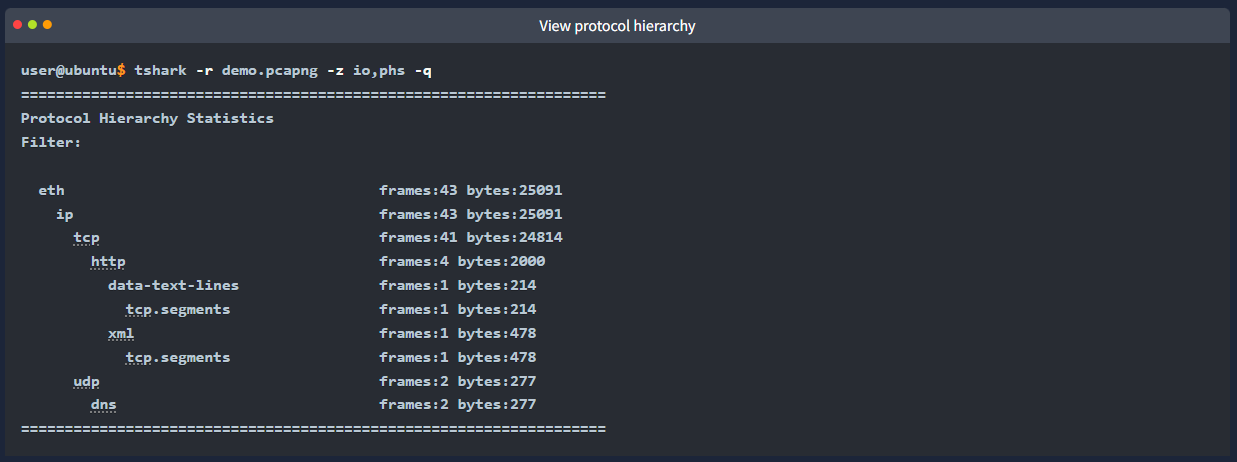 View protocol hierarchy
user@ubuntu$ tshark -r demo.pcapng -z io,phs -q
===================================================================
Protocol Hierarchy Statistics
Filter:
eth frames:43 bytes:25091
ip frames:43 bytes:25091
tcp frames:41 bytes:24814
http frames:4 bytes:2000
data-text-lines frames:1 bytes:214
tcp.segments frames:1 bytes:214
xml frames:1 bytes:478
tcp.segments frames:1 bytes:478
udp frames:2 bytes:277
dns frames:2 bytes:277
===================================================================